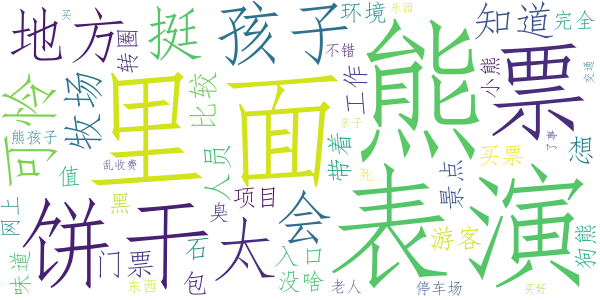 地方
挺
孩子
环境
乐园
知道
完全
买
转圈
不错
熊
票
小熊
交通
可怜
牧场
里面
比较
工作
亲子
熊孩子
值
乱收费
人员
带着
景点
买票
了事
想
死
网上
饼干
黑
臭
项目
太
会
表演
游客
狗熊
味道
门票
石
包
入口
没啥
东西
老人
停车场
买好